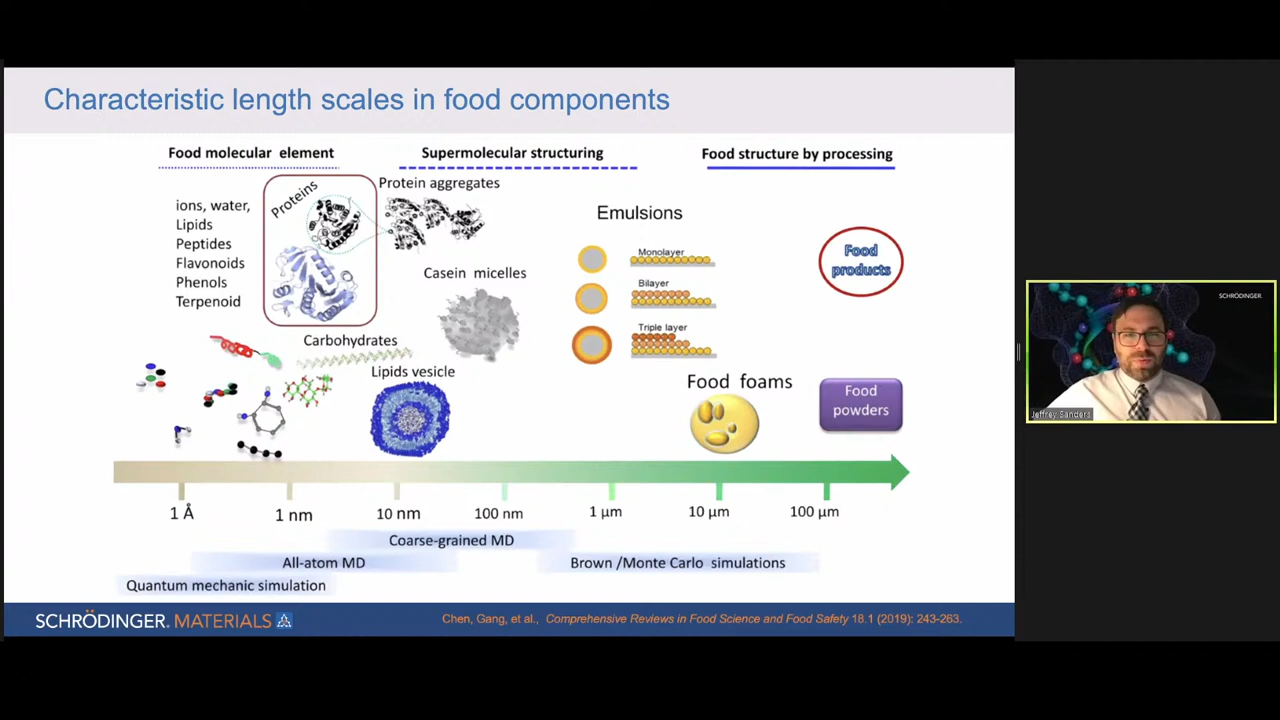 Characteristic length scales in food components
Food molecular element
Supermolecular structuring
Food structure by processing
ions, water,
Lipids
Peptides
Flavonoids
Phenols
Terpenoid
Proteins
Protein aggregates
Casein micelles
Carbohydrates
Lipids vesicle
Emulsions
Monolayer
Bilayer
Triple layer
Food foams
Food
products
Food
powders
1 Å
1 nm
10 nm
100 nm
1 µm
10 µm
100 µm
Coarse-grained MD
All-atom MD
Brown /Monte Carlo simulations
Quantum mechanic simulation
SCHRÖDINGER. MATERIALS
Chen, Gang, et al., Comprehensive Reviews in Food Science and Food Safety 18.1 (2019): 243-263.
SCHRÖDINGER.
Jeffrey Sanders